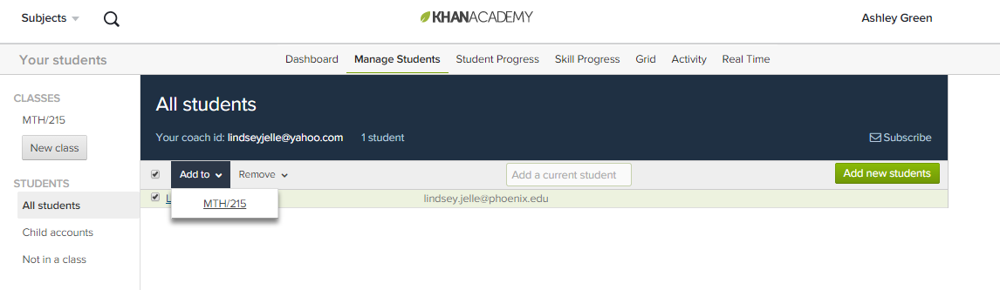 Subjects KHANACADEMY Ashley Green
Your students Dashboard Manage Students Student Progress Skill Progress Grid Activity Real Time
CLASSES
MTH/215
New class
STUDENTS
All students
Child accounts
Not in a class
All students
Your coach id: lindseyjelle@yahoo.com 1 student Subscribe
Add to Remove Add a current student Add new students
MTH/215
lindsey.jelle@phoenix.edu